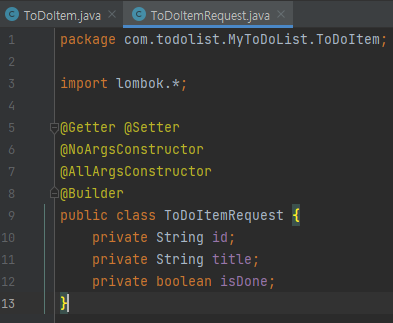 ToDoItem.java ToDoItemRequest.java
1 package com.todolist.MyToDoList.ToDoItem;
2
3 import lombok.*;
4
5 @Getter @Setter
6 @NoArgsConstructor
7 @AllArgsConstructor
8 @Builder
9 public class ToDoItemRequest {
10 private String id;
11 private String title;
12 private boolean isDone;
13 }